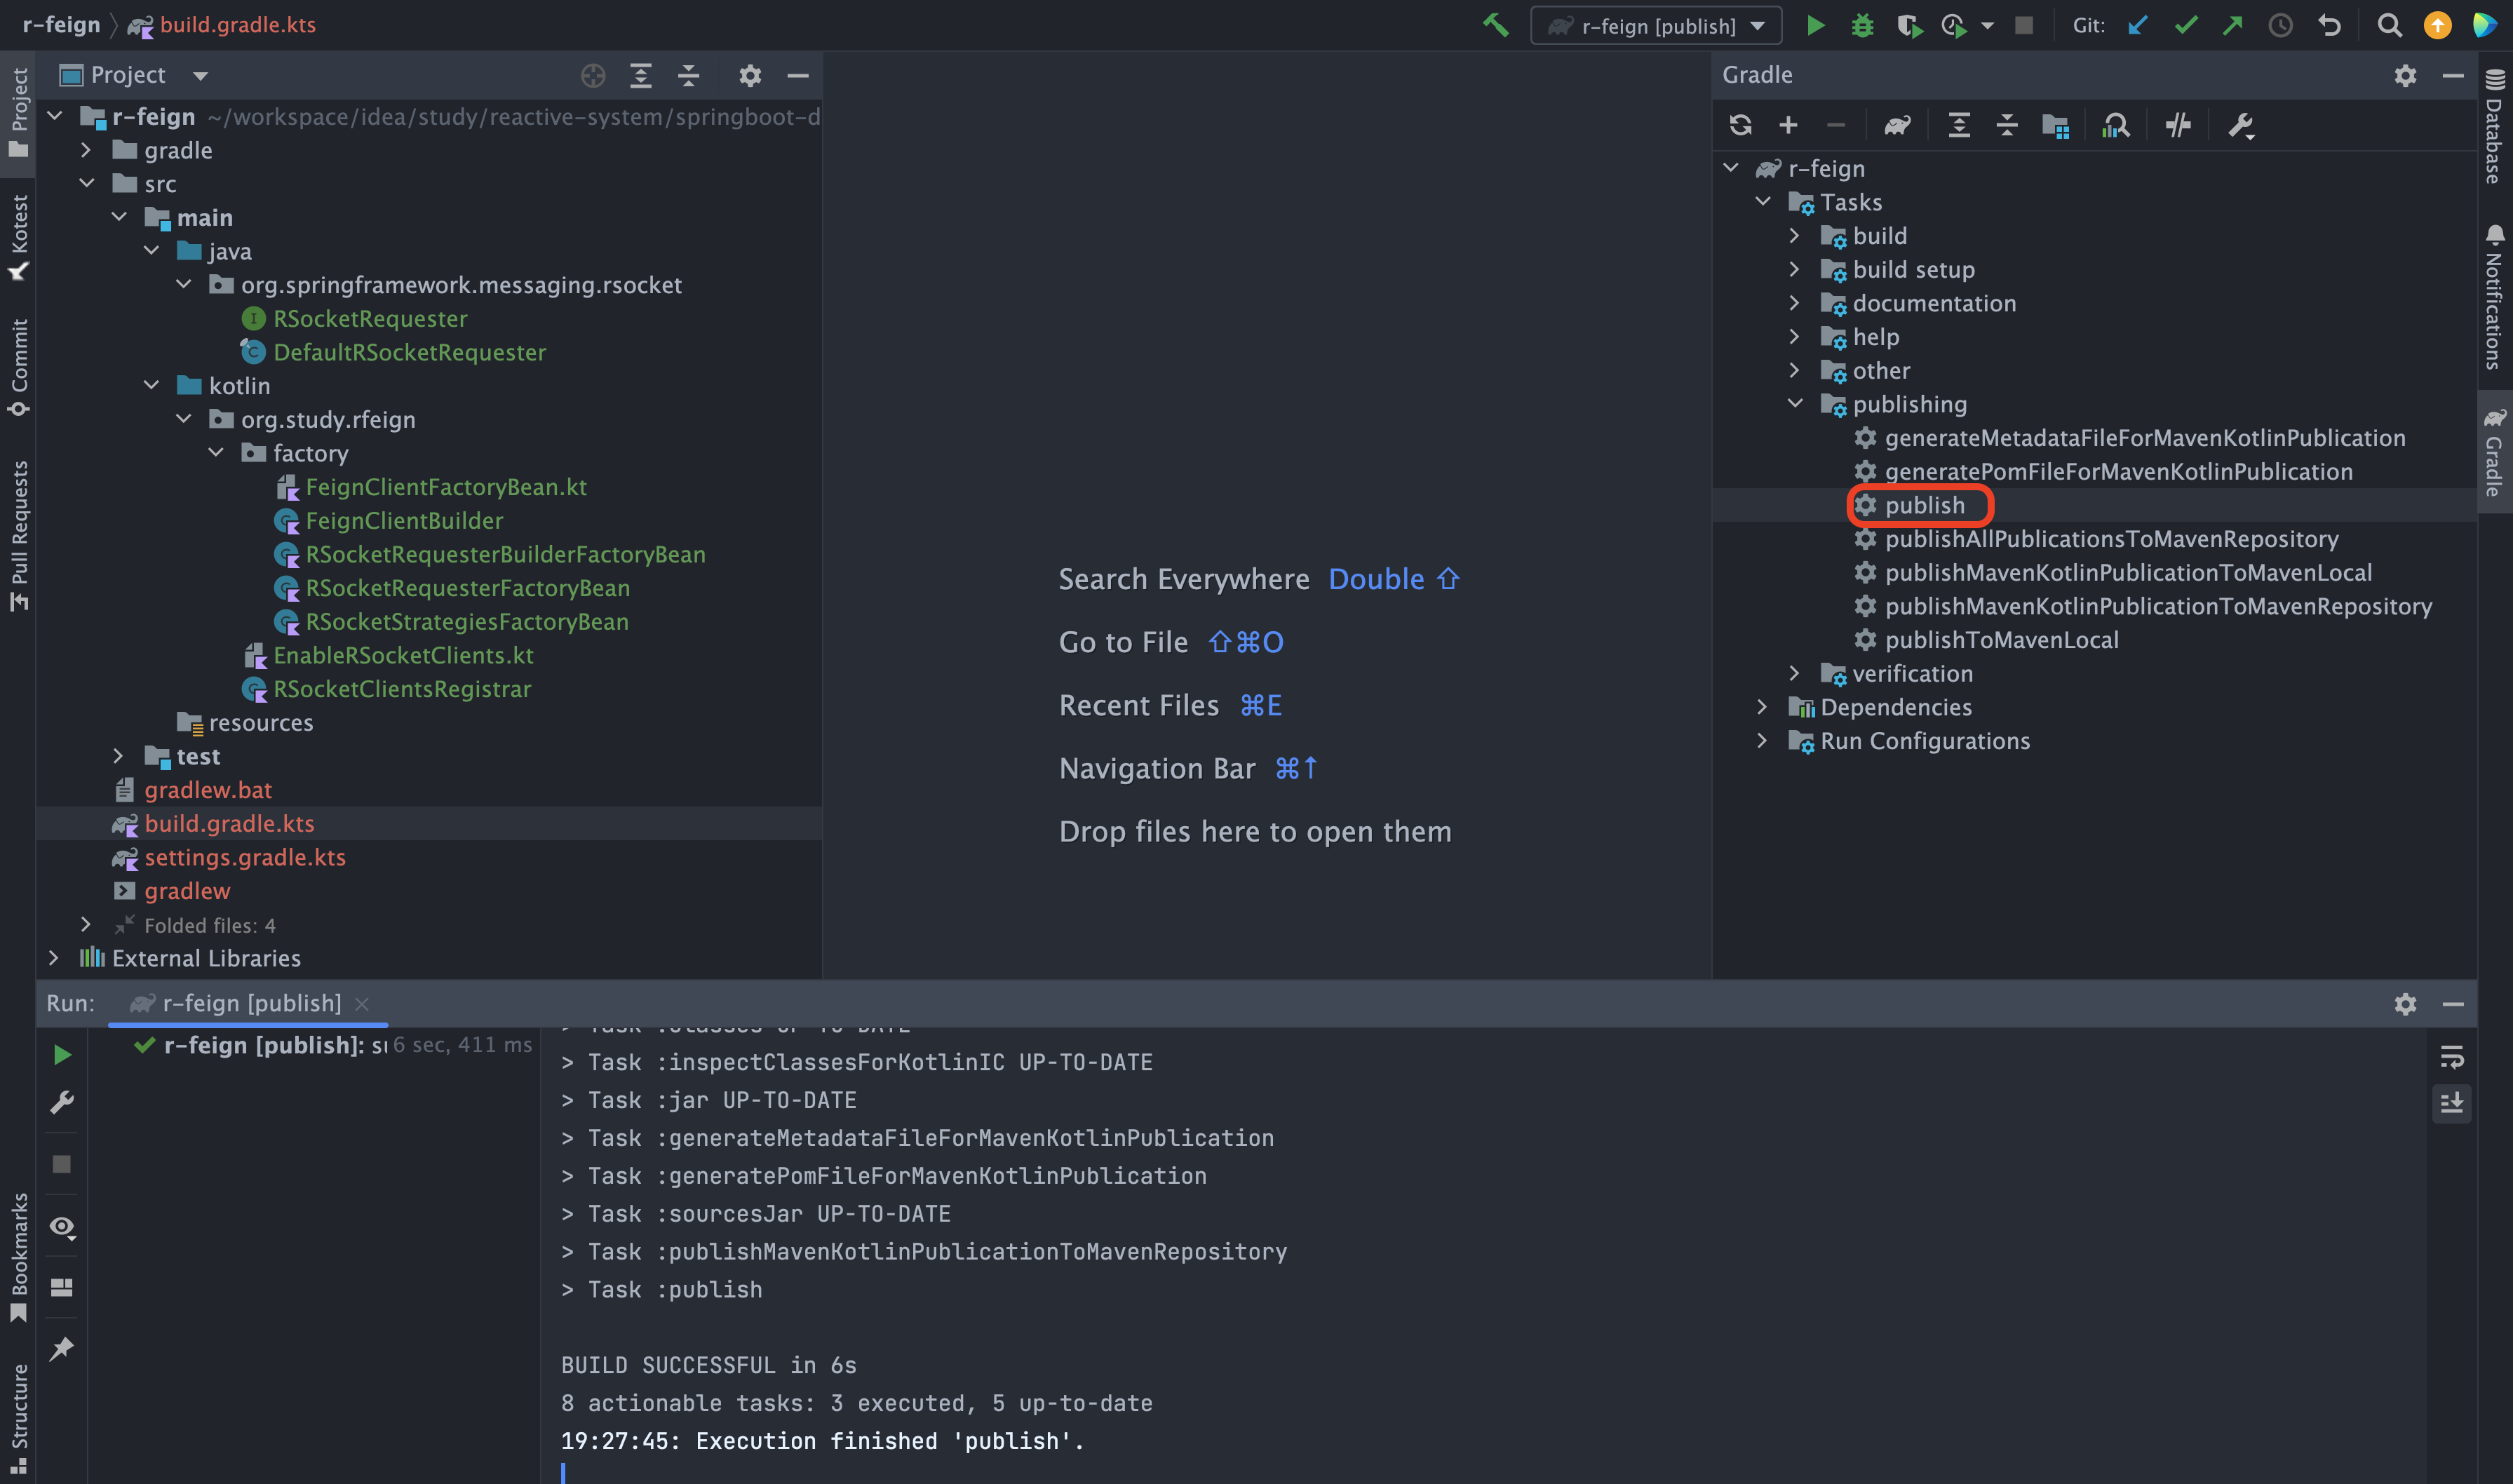 r-feign
build.gradle.kts
r-feign [publish]
Git:
Project
Kotest
Commit
Pull Requests
Bookmarks
Structure
Project
r-feign ~/workspace/idea/study/reactive-system/springboot-d
gradle
src
main
java
org.springframework.messaging.rsocket
RSocketRequester
DefaultRSocketRequester
kotlin
org.study.rfeign
factory
FeignClientFactoryBean.kt
FeignClientBuilder
RSocketRequesterBuilderFactoryBean
RSocketRequesterFactoryBean
RSocketStrategiesFactoryBean
EnableRSocketClients.kt
RSocketClientsRegistrar
resources
test
gradlew.bat
build.gradle.kts
settings.gradle.kts
gradlew
Folded files: 4
External Libraries
Search Everywhere Double ⇧
Go to File ⇧⌘O
Recent Files ⌘E
Navigation Bar ⌘↑
Drop files here to open them
Gradle
r-feign
Tasks
build
build setup
documentation
help
other
publishing
generateMetadataFileForMavenKotlinPublication
generatePomFileForMavenKotlinPublication
publish
publishAllPublicationsToMavenRepository
publishMavenKotlinPublicationToMavenLocal
publishMavenKotlinPublicationToMavenRepository
publishToMavenLocal
verification
Dependencies
Run Configurations
Database
Notifications
Gradle
Run:
r-feign [publish]
r-feign [publish]: su 6 sec, 411 ms
> Task :classes UP-TO-DATE
> Task :inspectClassesForKotlinIC UP-TO-DATE
> Task :jar UP-TO-DATE
> Task :generateMetadataFileForMavenKotlinPublication
> Task :generatePomFileForMavenKotlinPublication
> Task :sourcesJar UP-TO-DATE
> Task :publishMavenKotlinPublicationToMavenRepository
> Task :publish
BUILD SUCCESSFUL in 6s
8 actionable tasks: 3 executed, 5 up-to-date
19:27:45: Execution finished 'publish'.